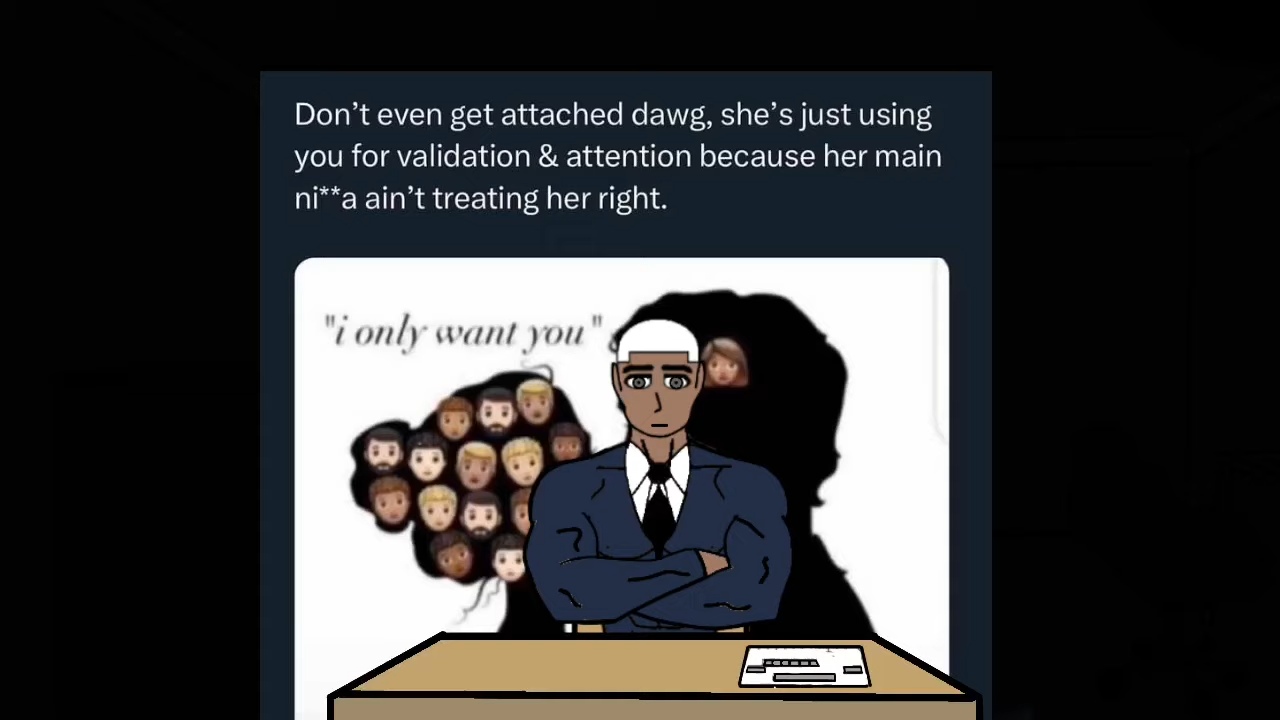 Don’t even get attached dawg, she’s just using
you for validation & attention because her main
ni**a ain’t treating her right.
"i only want you"